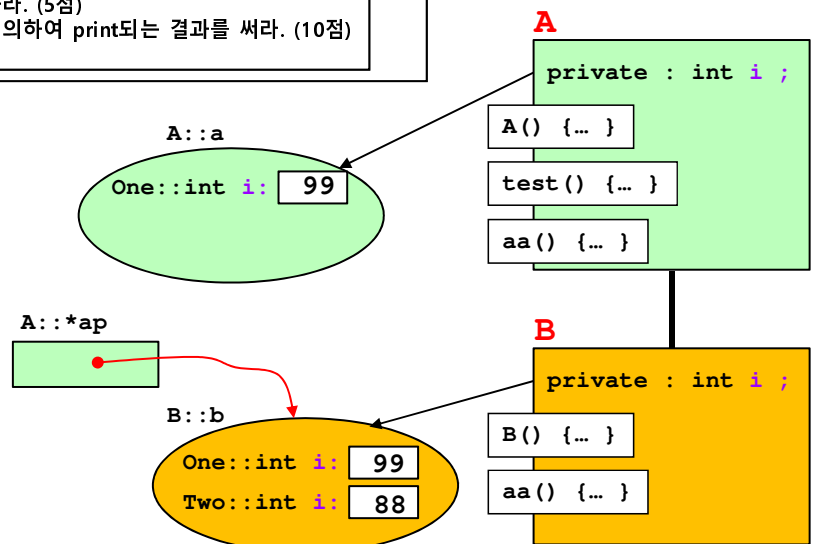 라. (5점)
의하여 print되는 결과를 써라. (10점)
A
private : int i ;
A() {… }
test() {… }
aa() {… }
A::a
One::int i: 99
A::*ap
B
private : int i ;
B() {… }
aa() {… }
B::b
One::int i: 99
Two::int i: 88